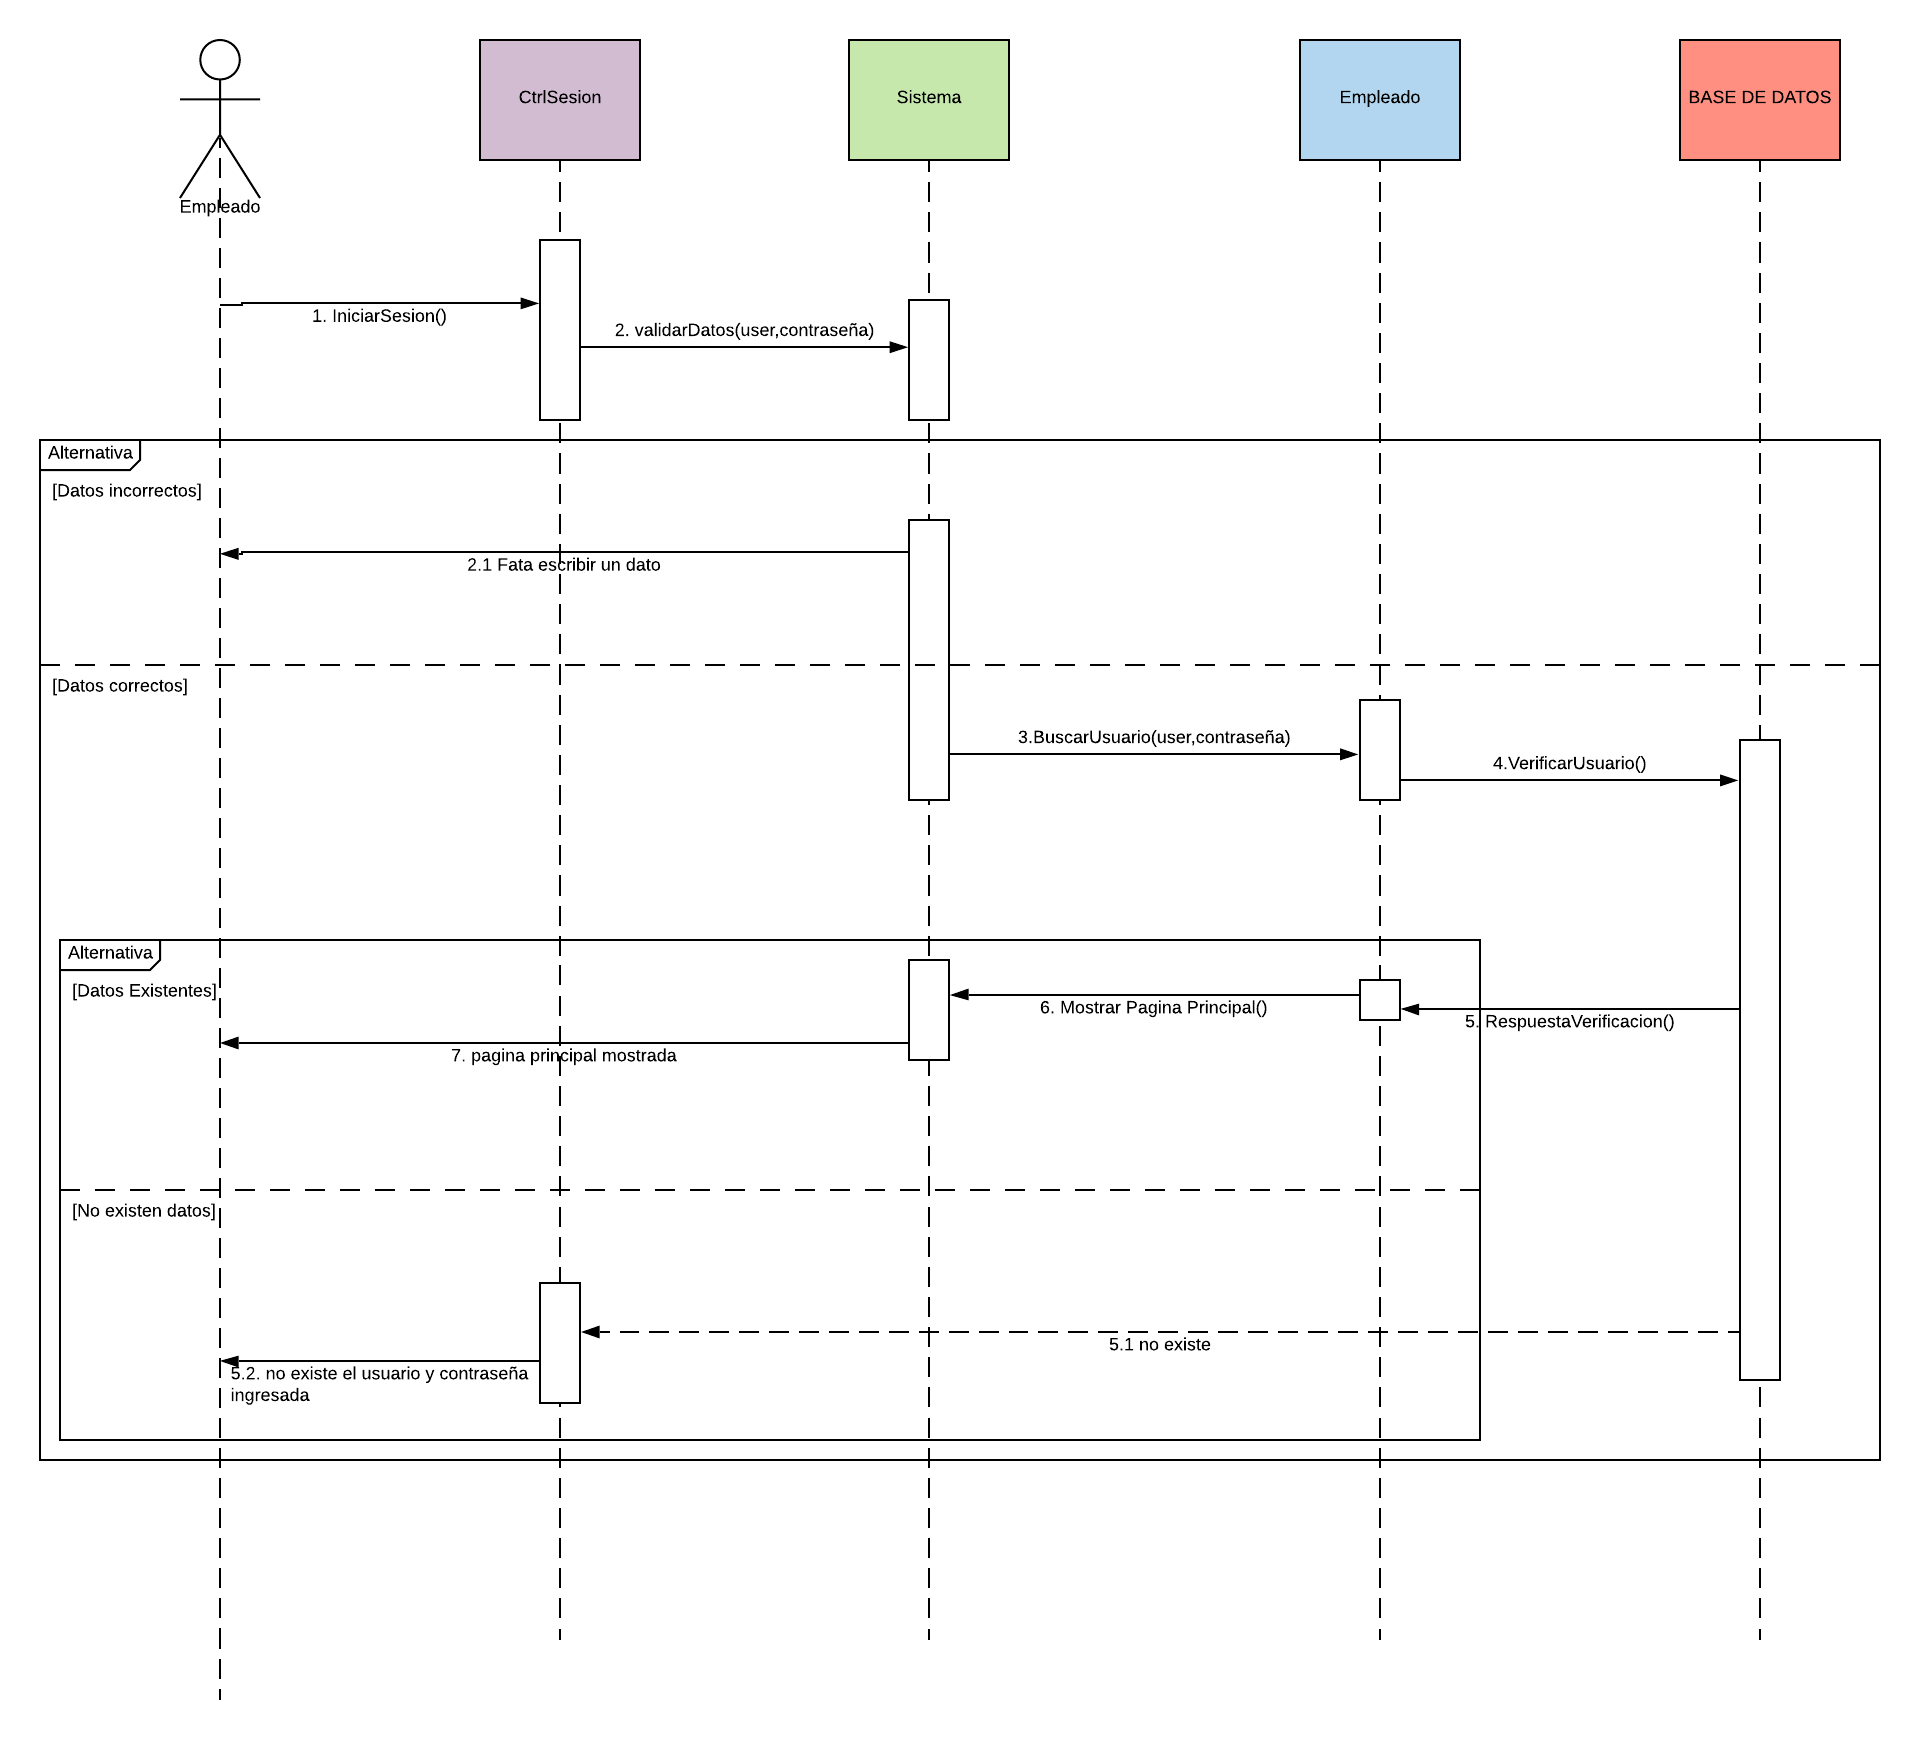 CtrlSesion
Sistema
Empleado
BASE DE DATOS
Empleado
1. IniciarSesion()
2. validarDatos(user,contraseña)
Alternativa
[Datos incorrectos]
2.1 Fata escribir un dato
[Datos correctos]
3.BuscarUsuario(user,contraseña)
4.VerificarUsuario()
Alternativa
[Datos Existentes]
6. Mostrar Pagina Principal()
5. RespuestaVerificacion()
7. pagina principal mostrada
[No existen datos]
5.1 no existe
5.2. no existe el usuario y contraseña
ingresada